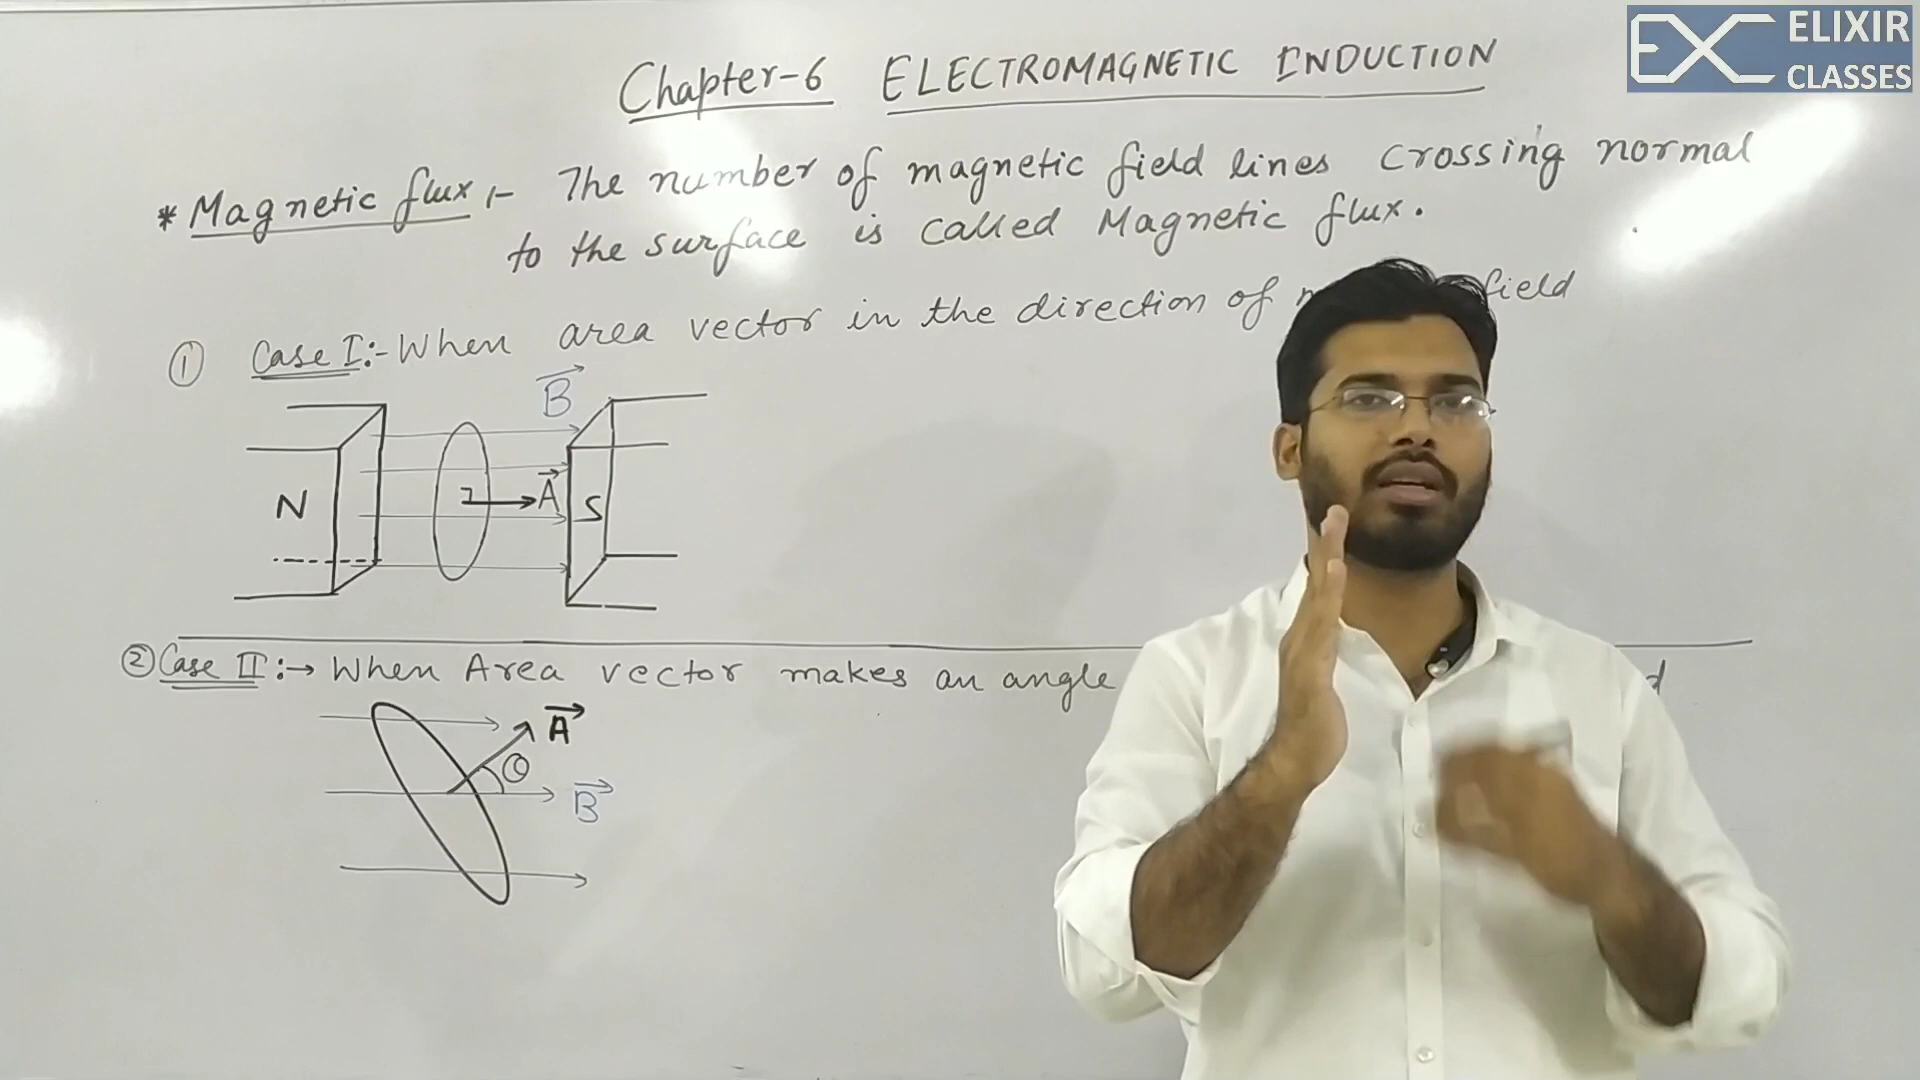 ELIXIR
CLASSES
Chapter-6 ELECTROMAGNETIC INDUCTION
* Magnetic flux :- The number of magnetic field lines crossing normal
to the surface is called Magnetic flux.
① Case I:- When area vector in the direction of field
B
N
A
S
② Case II:→ When Area vector makes an angle
A
θ
B